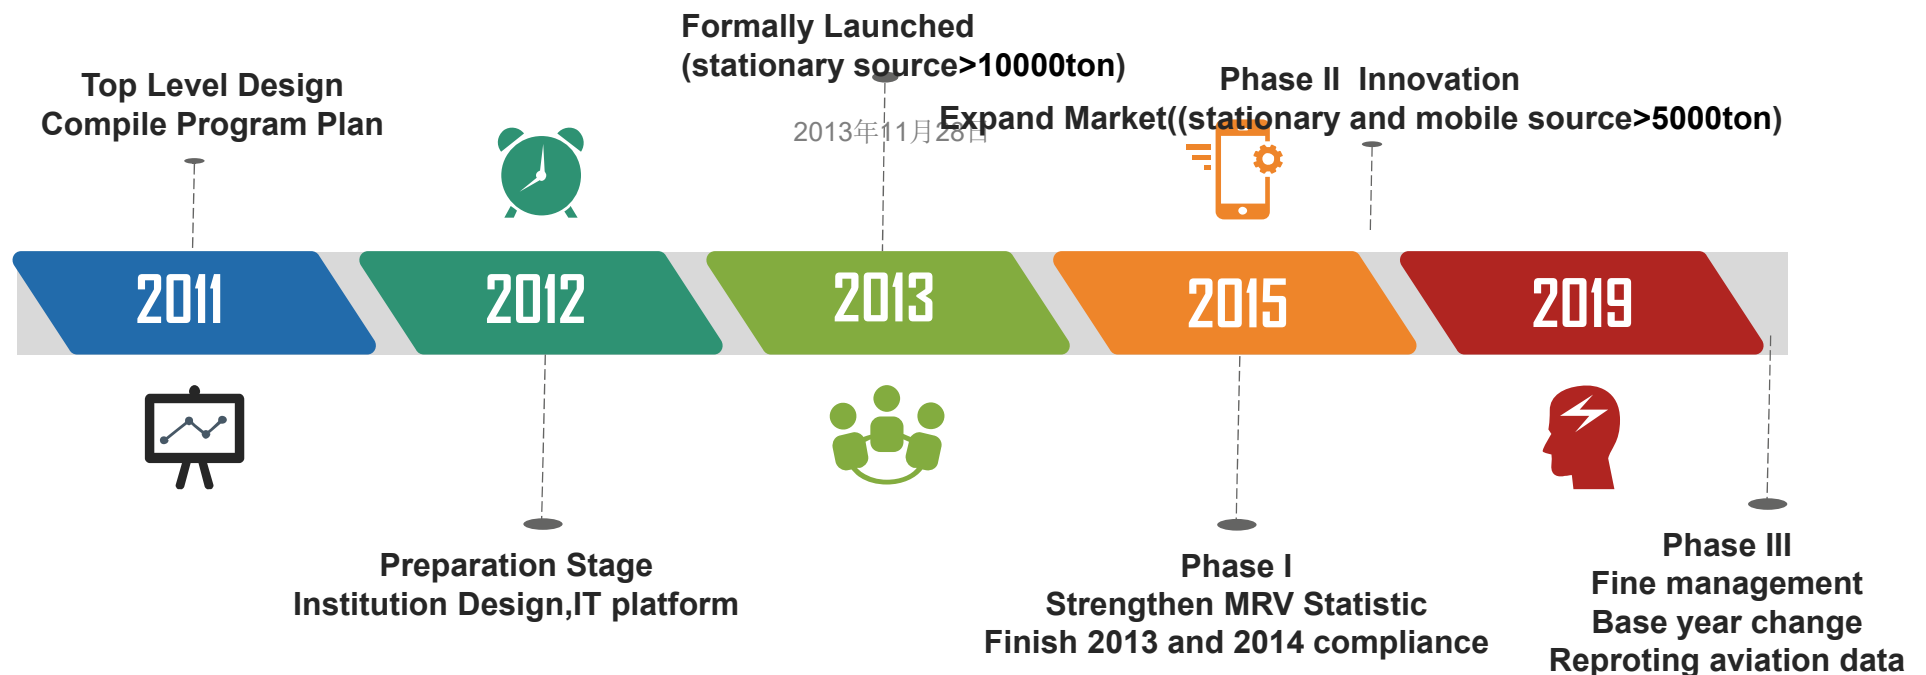 Top Level Design
Compile Program Plan
Formally Launched
(stationary source>10000ton)
2013年11月28日
Phase II  Innovation
Expand Market((stationary and mobile source>5000ton)
2011
2012
2013
2015
2019
Preparation Stage
Institution Design,IT platform
Phase I
Strengthen MRV Statistic
Finish 2013 and 2014 compliance
Phase III
Fine management
Base year change
Reproting aviation data